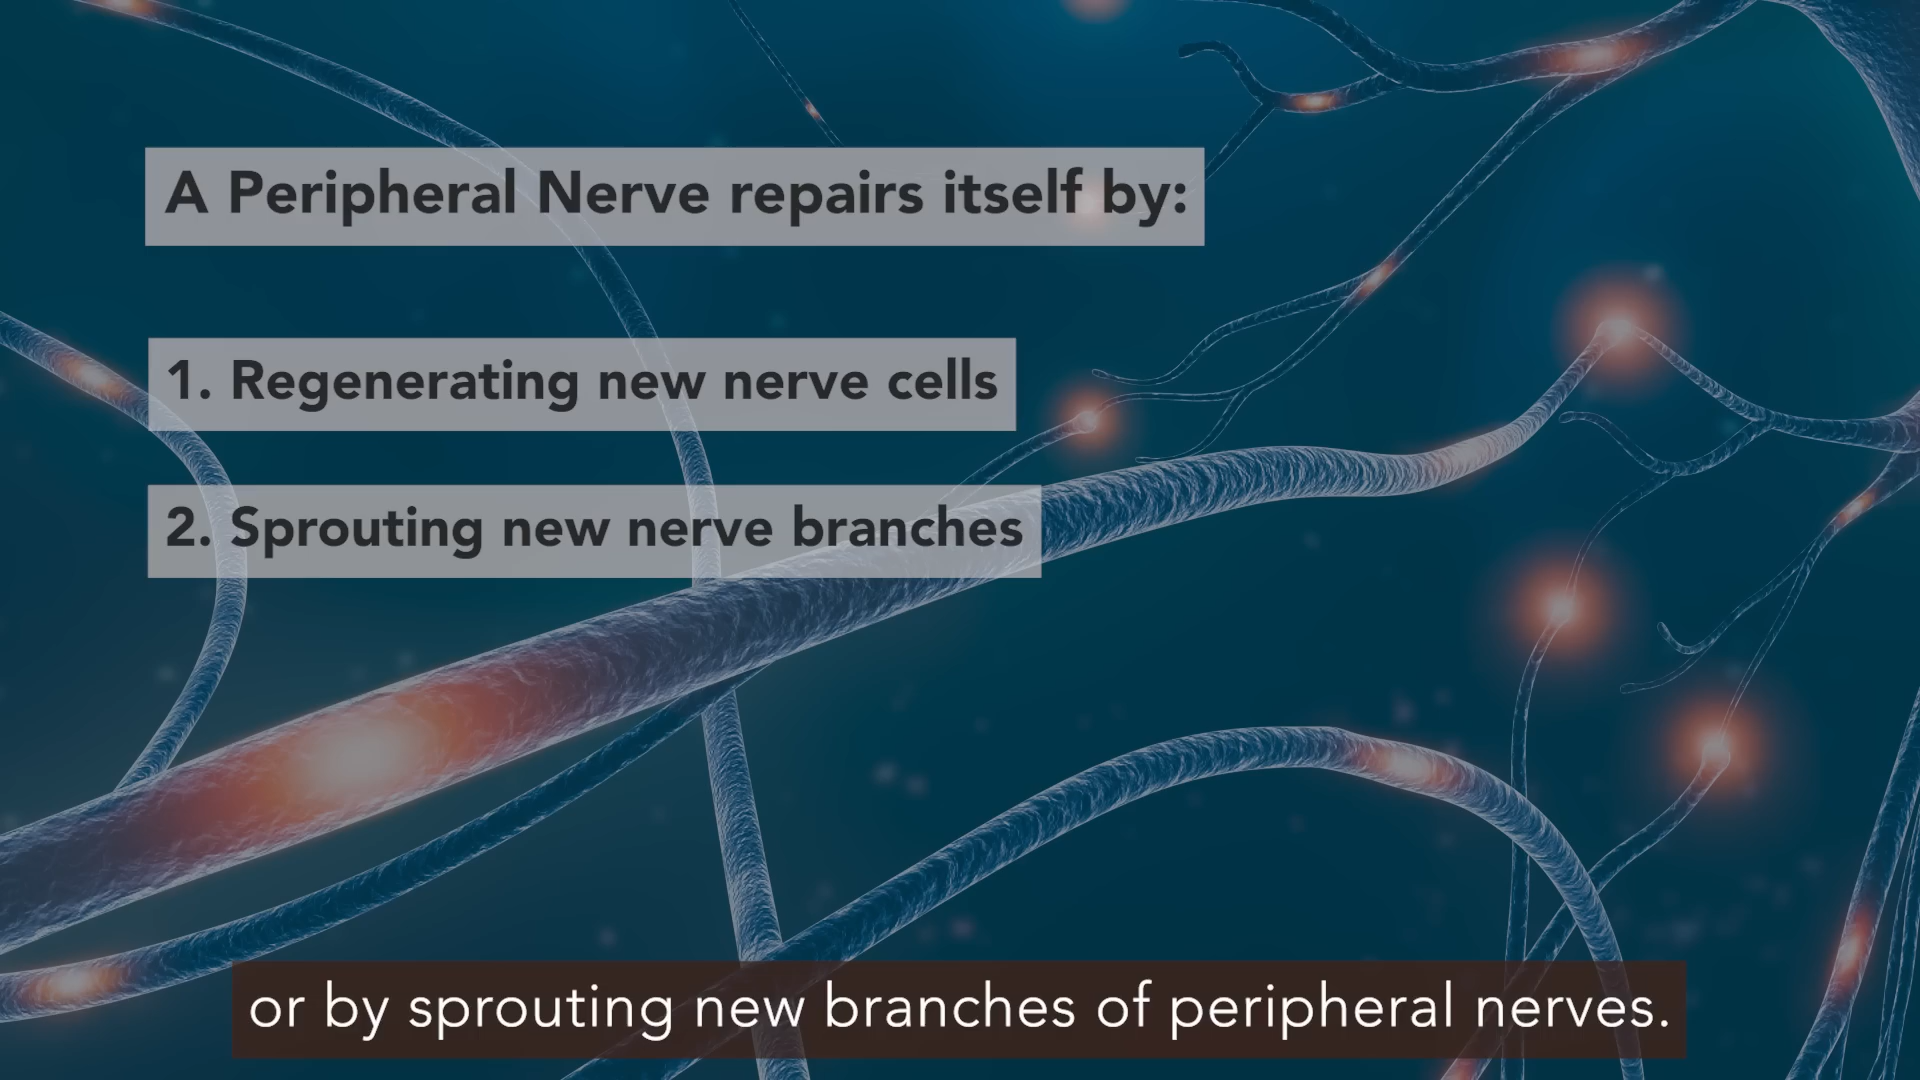 A Peripheral Nerve repairs itself by:
1. Regenerating new nerve cells
2. Sprouting new nerve branches
or by sprouting new branches of peripheral nerves.